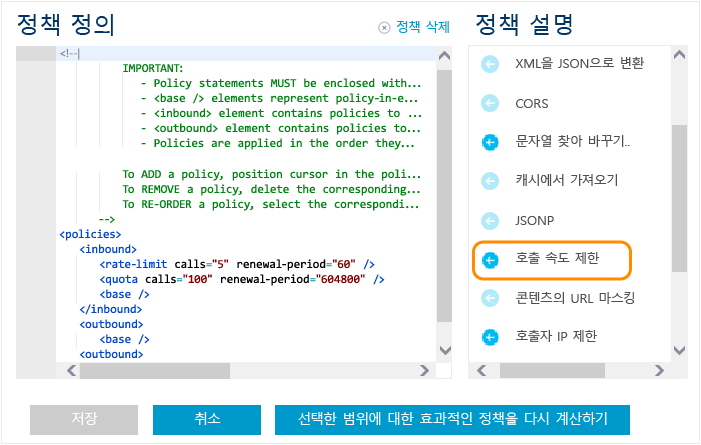 정책 정의
정책 삭제
<!--
IMPORTANT:
- Policy statements MUST be enclosed with...
- <base /> elements represent policy-in-e...
- <inbound> element contains policies to ...
- <outbound> element contains policies to...
- Policies are applied in the order they...
To ADD a policy, position cursor in the poli...
To REMOVE a policy, delete the corresponding...
To RE-ORDER a policy, select the correspondi...
-->
<policies>
<inbound>
<rate-limit calls="5" renewal-period="60" />
<quota calls="100" renewal-period="604800" />
<base />
</inbound>
<outbound>
<base />
<outbound>
정책 설명
XML을 JSON으로 변환
CORS
문자열 찾아 바꾸기..
캐시에서 가져오기
JSONP
호출 속도 제한
콘텐츠의 URL 마스킹
호출자 IP 제한
저장
취소
선택한 범위에 대한 효과적인 정책을 다시 계산하기